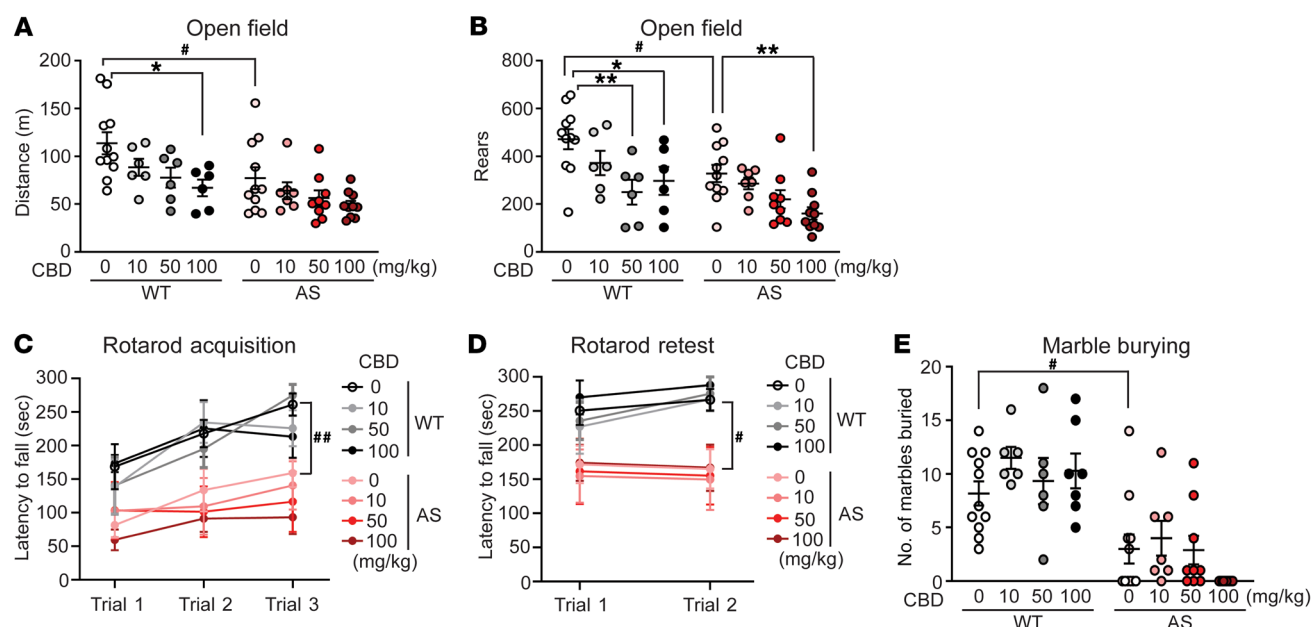 A Open field
#
*
Distance (m)
200
150
100
50
0
CBD 0 10 50 100 0 10 50 100 (mg/kg)
WT AS
B Open field
#
**
*
**
Rears
800
600
400
200
0
CBD 0 10 50 100 0 10 50 100 (mg/kg)
WT AS
C Rotarod acquisition
Latency to fall (sec)
300
250
200
150
100
50
0
Trial 1 Trial 2 Trial 3
##
CBD
0
10
50
100
WT
0
10
50
100
AS
(mg/kg)
D Rotarod retest
Latency to fall (sec)
300
250
200
150
100
50
0
Trial 1 Trial 2
#
CBD
0
10
50
100
WT
0
10
50
100
AS
(mg/kg)
E Marble burying
#
No. of marbles buried
20
15
10
5
0
CBD 0 10 50 100 0 10 50 100 (mg/kg)
WT AS